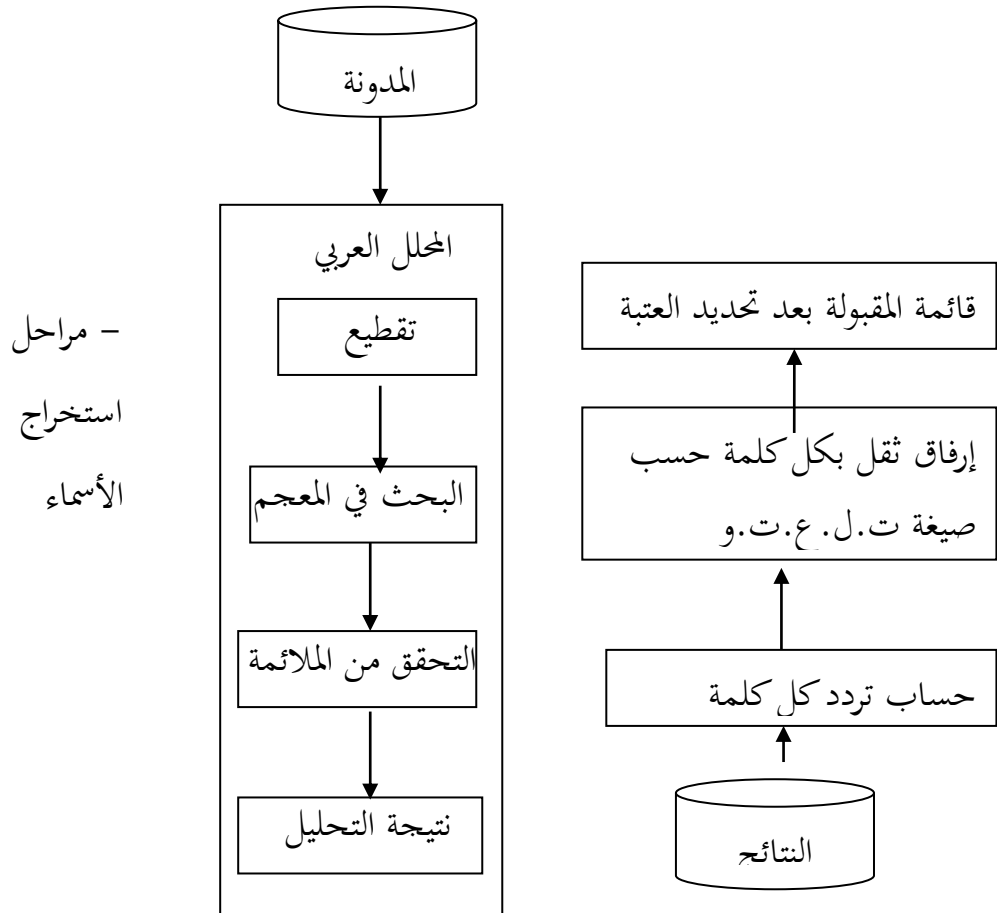 المدونة
المحلل العربي
تقطيع
البحث في المعجم
التحقق من الملائمة
نتيجة التحليل
قائمة المقبولة بعد تحديد العتبة
إرفاق ثقل بكل كلمة حسب
صيغة ت.ل.ع.ت.و
حساب تردد كل كلمة
النتائج
– مراحل
استخراج
الأسماء